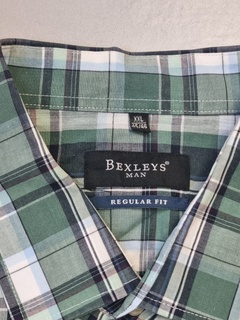 XXL
BEXLEYS®
MAN
REGULAR FIT